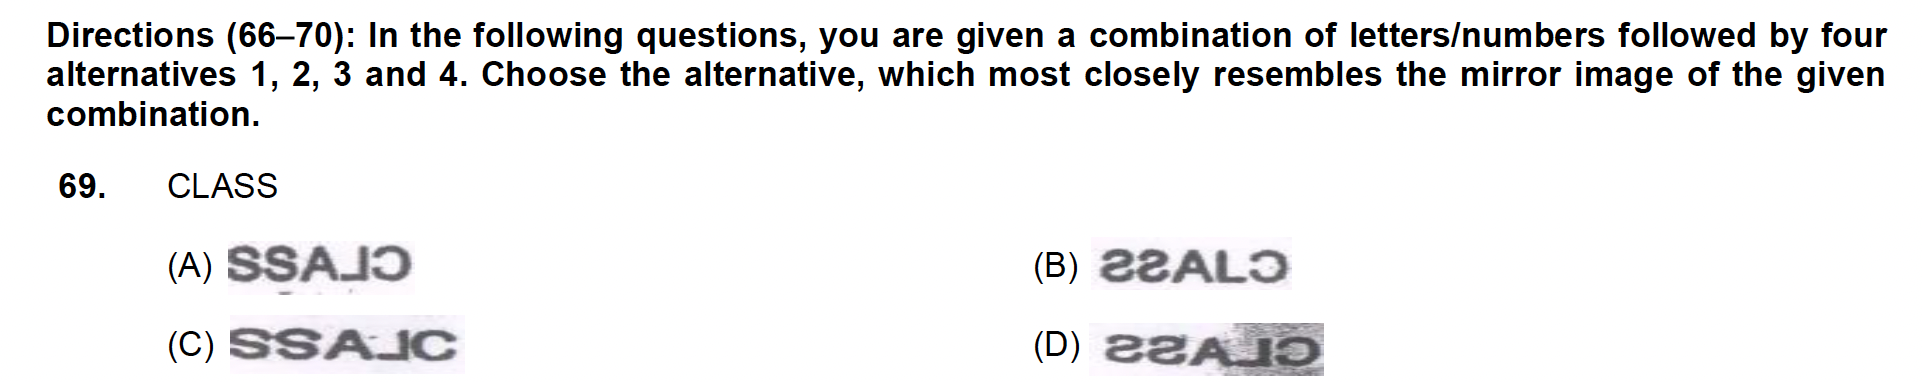 Directions (66–70): In the following questions, you are given a combination of letters/numbers followed by four
alternatives 1, 2, 3 and 4. Choose the alternative, which most closely resembles the mirror image of the given
combination.
69. CLASS
(A) SSA⅃Ɔ (B) ƧƧALƆ
(C) SSA⅃C (D) ƧƧA⅃Ɔ